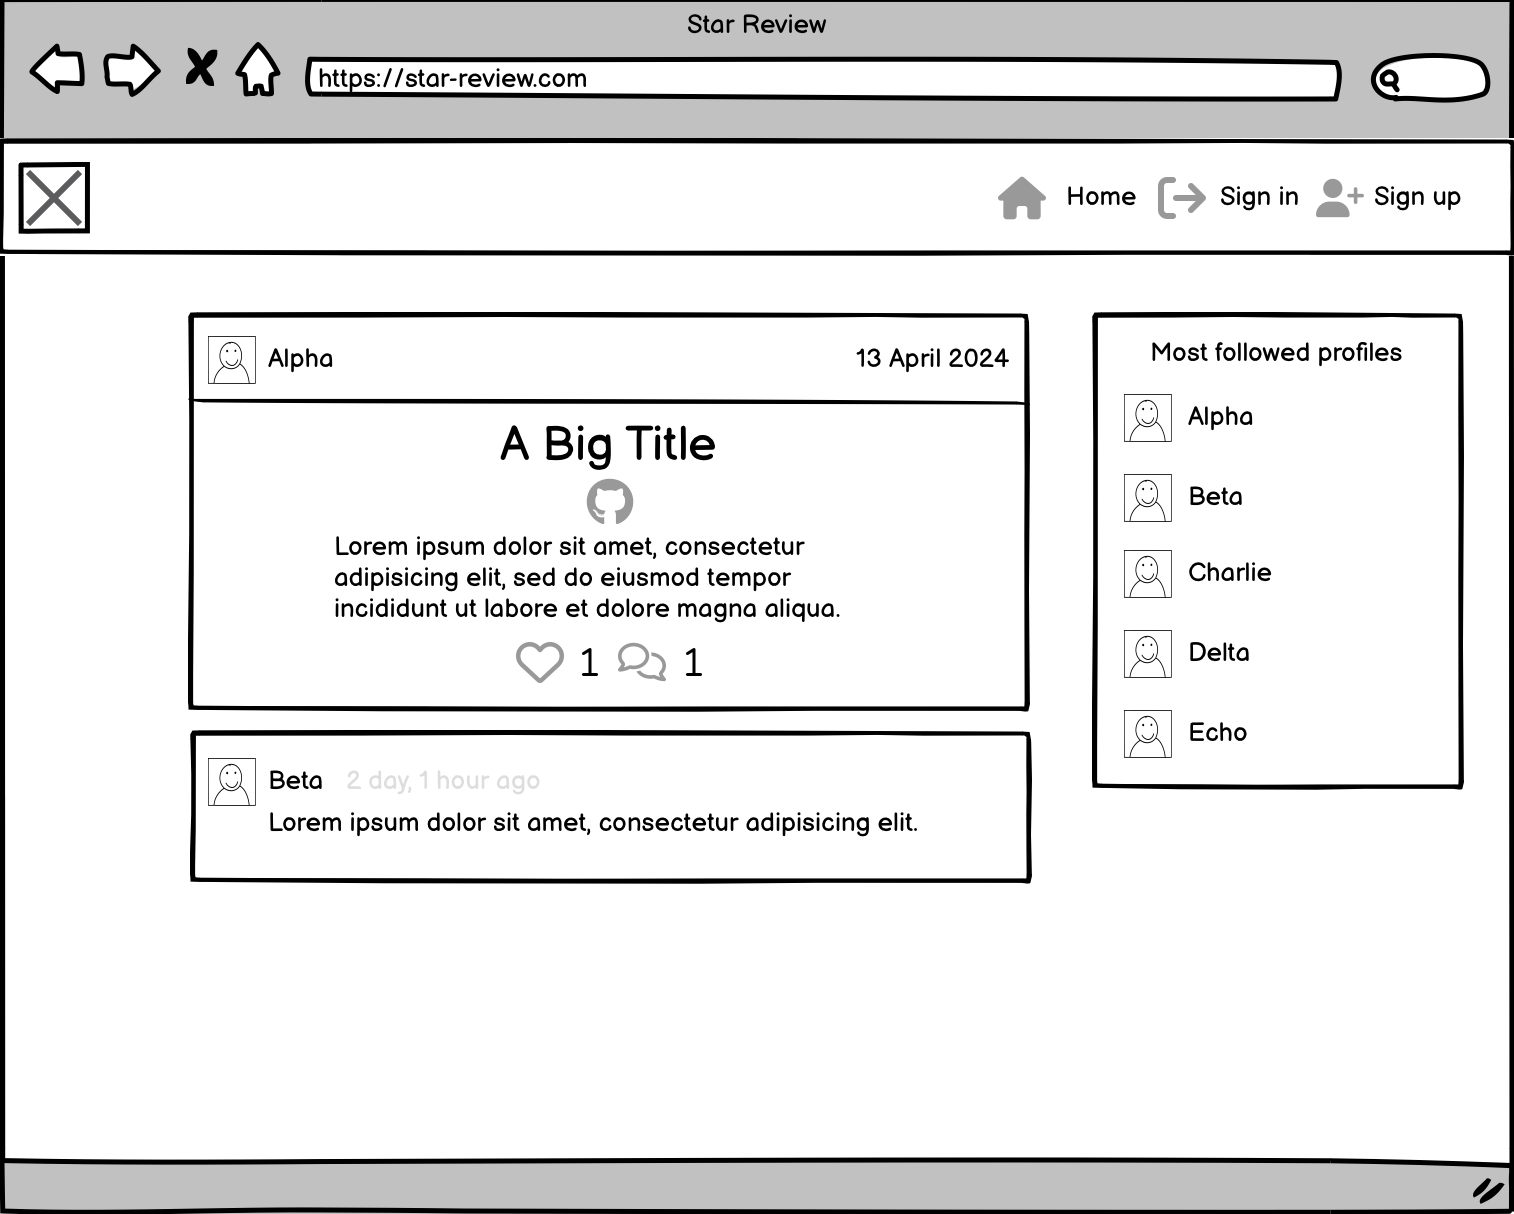 Star Review
https://star-review.com
Home Sign in Sign up
Alpha 13 April 2024
A Big Title
Lorem ipsum dolor sit amet, consectetur
adipisicing elit, sed do eiusmod tempor
incididunt ut labore et dolore magna aliqua.
1 1
Beta 2 day, 1 hour ago
Lorem ipsum dolor sit amet, consectetur adipisicing elit.
Most followed profiles
Alpha
Beta
Charlie
Delta
Echo